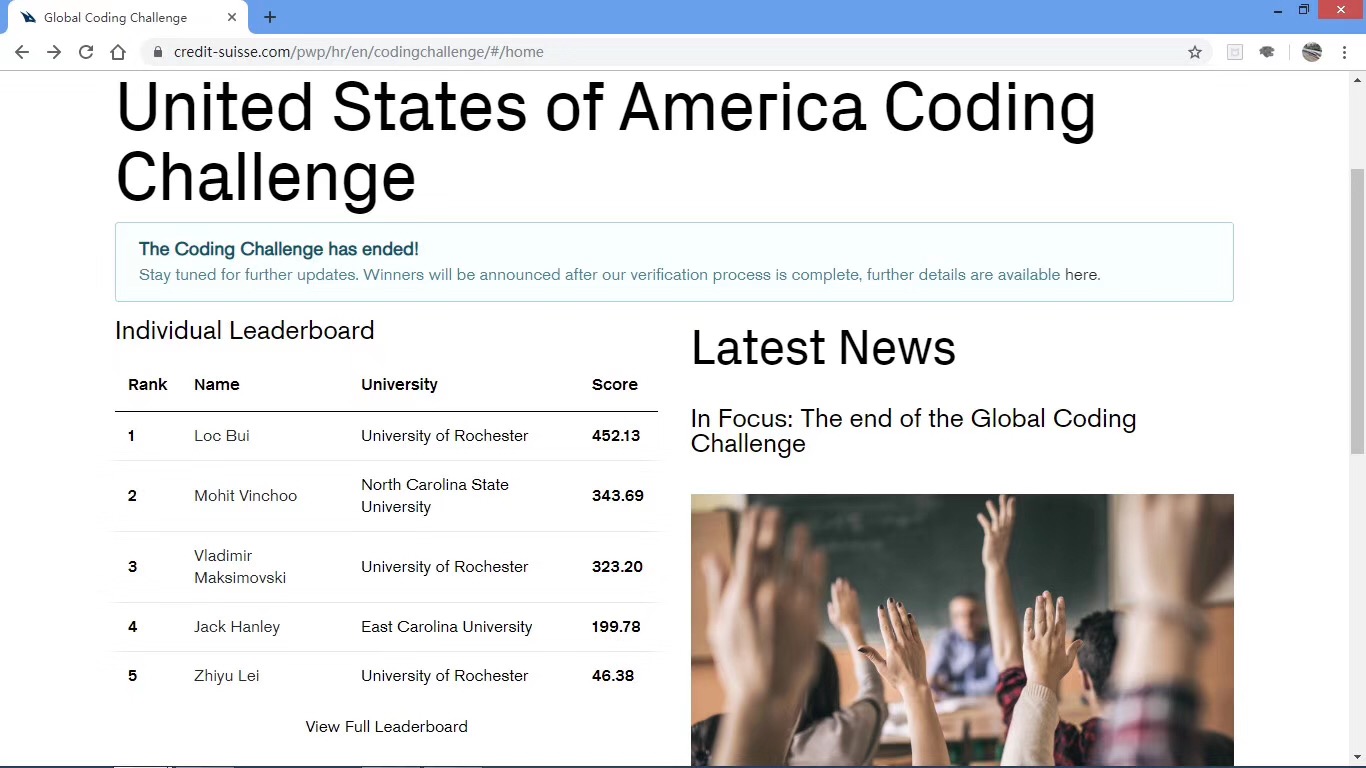 Global Coding Challenge
credit-suisse.com/pwp/hr/en/codingchallenge/#/home
United States of America Coding
Challenge
The Coding Challenge has ended!
Stay tuned for further updates. Winners will be announced after our verification process is complete, further details are available here.
Individual Leaderboard
Rank Name University Score
1 Loc Bui University of Rochester 452.13
2 Mohit Vinchoo North Carolina State
University 343.69
3 Vladimir
Maksimovski University of Rochester 323.20
4 Jack Hanley East Carolina University 199.78
5 Zhiyu Lei University of Rochester 46.38
View Full Leaderboard
Latest News
In Focus: The end of the Global Coding
Challenge